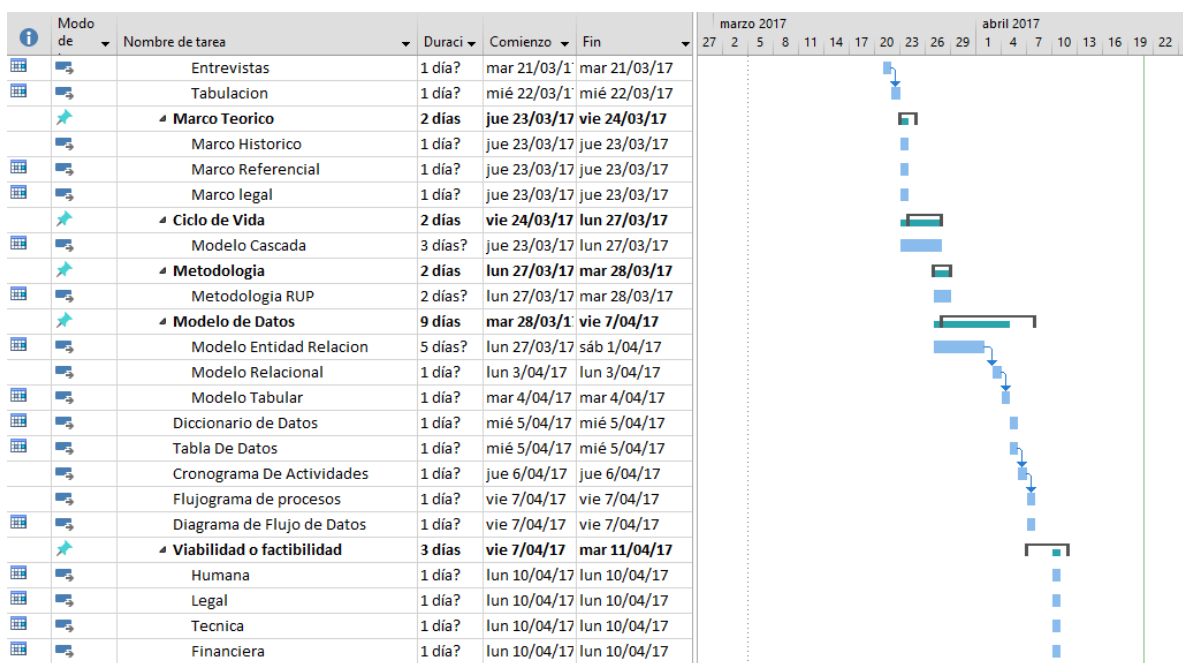 Modo de Nombre de tarea Duraci Comienzo Fin
marzo 2017 abril 2017
27 2 5 8 11 14 17 20 23 26 29 1 4 7 10 13 16 19 22
Entrevistas 1 día? mar 21/03/1 mar 21/03/17
Tabulacion 1 día? mié 22/03/1 mié 22/03/17
Marco Teorico 2 días jue 23/03/17 vie 24/03/17
Marco Historico 1 día? jue 23/03/17 jue 23/03/17
Marco Referencial 1 día? jue 23/03/17 jue 23/03/17
Marco legal 1 día? jue 23/03/17 jue 23/03/17
Ciclo de Vida 2 días vie 24/03/17 lun 27/03/17
Modelo Cascada 3 días? jue 23/03/17 lun 27/03/17
Metodologia 2 días lun 27/03/17 mar 28/03/17
Metodologia RUP 2 días? lun 27/03/17 mar 28/03/17
Modelo de Datos 9 días mar 28/03/1 vie 7/04/17
Modelo Entidad Relacion 5 días? lun 27/03/17 sáb 1/04/17
Modelo Relacional 1 día? lun 3/04/17 lun 3/04/17
Modelo Tabular 1 día? mar 4/04/17 mar 4/04/17
Diccionario de Datos 1 día? mié 5/04/17 mié 5/04/17
Tabla De Datos 1 día? mié 5/04/17 mié 5/04/17
Cronograma De Actividades 1 día? jue 6/04/17 jue 6/04/17
Flujograma de procesos 1 día? vie 7/04/17 vie 7/04/17
Diagrama de Flujo de Datos 1 día? vie 7/04/17 vie 7/04/17
Viabilidad o factibilidad 3 días vie 7/04/17 mar 11/04/17
Humana 1 día? lun 10/04/17 lun 10/04/17
Legal 1 día? lun 10/04/17 lun 10/04/17
Tecnica 1 día? lun 10/04/17 lun 10/04/17
Financiera 1 día? lun 10/04/17 lun 10/04/17